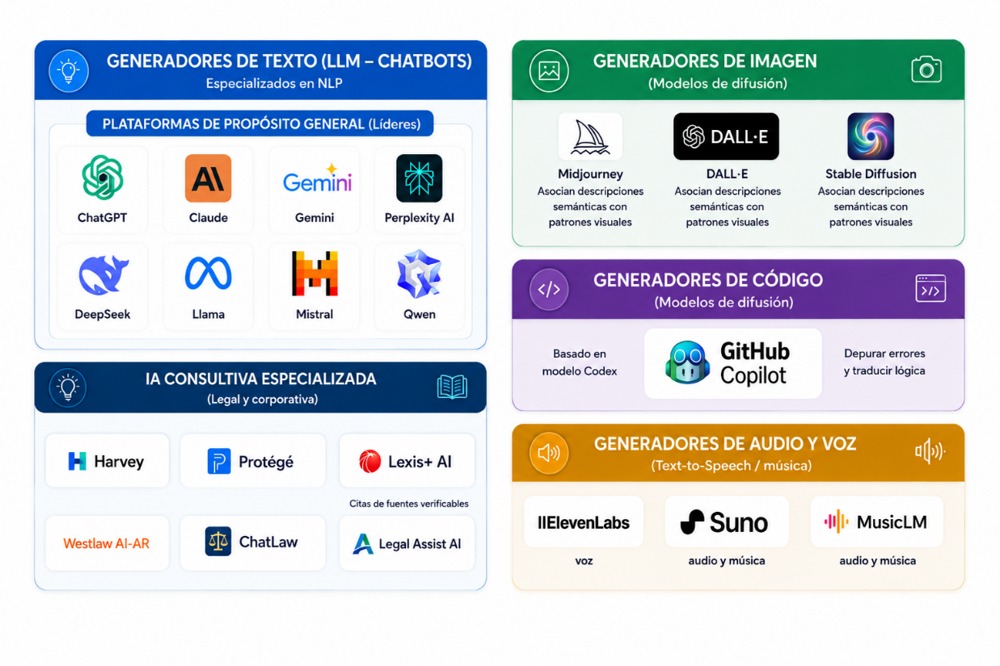 GENERADORES DE TEXTO (LLM – CHATBOTS)
Especializados en NLP
PLATAFORMAS DE PROPÓSITO GENERAL (Líderes)
AI
Gemini
ChatGPT
Claude
Gemini
Perplexity AI
DeepSeek
Llama
Mistral
Qwen
IA CONSULTIVA ESPECIALIZADA
(Legal y corporativa)
Harvey
Protégé
Lexis+ AI
Citas de fuentes verificables
Westlaw AI-AR
ChatLaw
Legal Assist AI
GENERADORES DE IMAGEN
(Modelos de difusión)
DALL·E
Midjourney
Asocian descripciones
semánticas con
patrones visuales
DALL·E
Asocian descripciones
semánticas con
patrones visuales
Stable Diffusion
Asocian descripciones
semánticas con
patrones visuales
GENERADORES DE CÓDIGO
(Modelos de difusión)
Basado en
modelo Codex
GitHub
Copilot
Depurar errores
y traducir lógica
GENERADORES DE AUDIO Y VOZ
(Text-to-Speech / música)
IIElevenLabs
voz
Suno
audio y música
MusicLM
audio y música